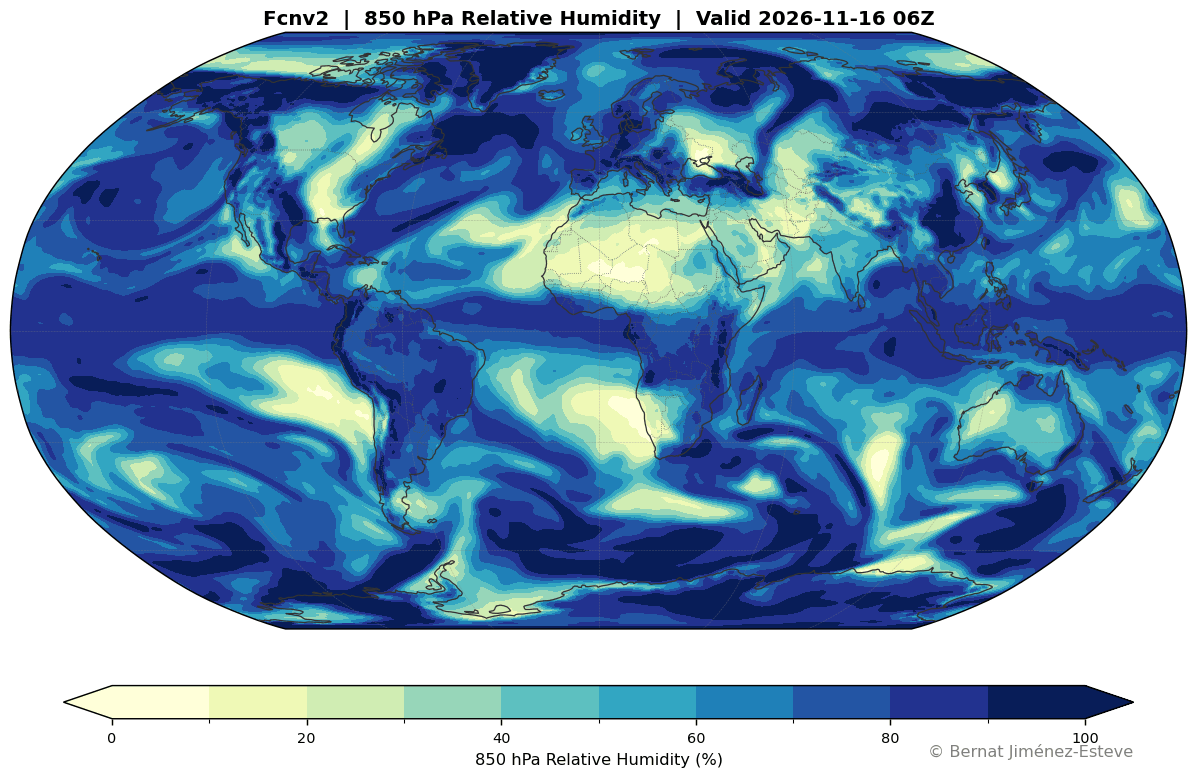 Fcnv2 | 850 hPa Relative Humidity | Valid 2026-11-16 06Z
0 20 40 60 80 100
850 hPa Relative Humidity (%)
© Bernat Jiménez-Esteve